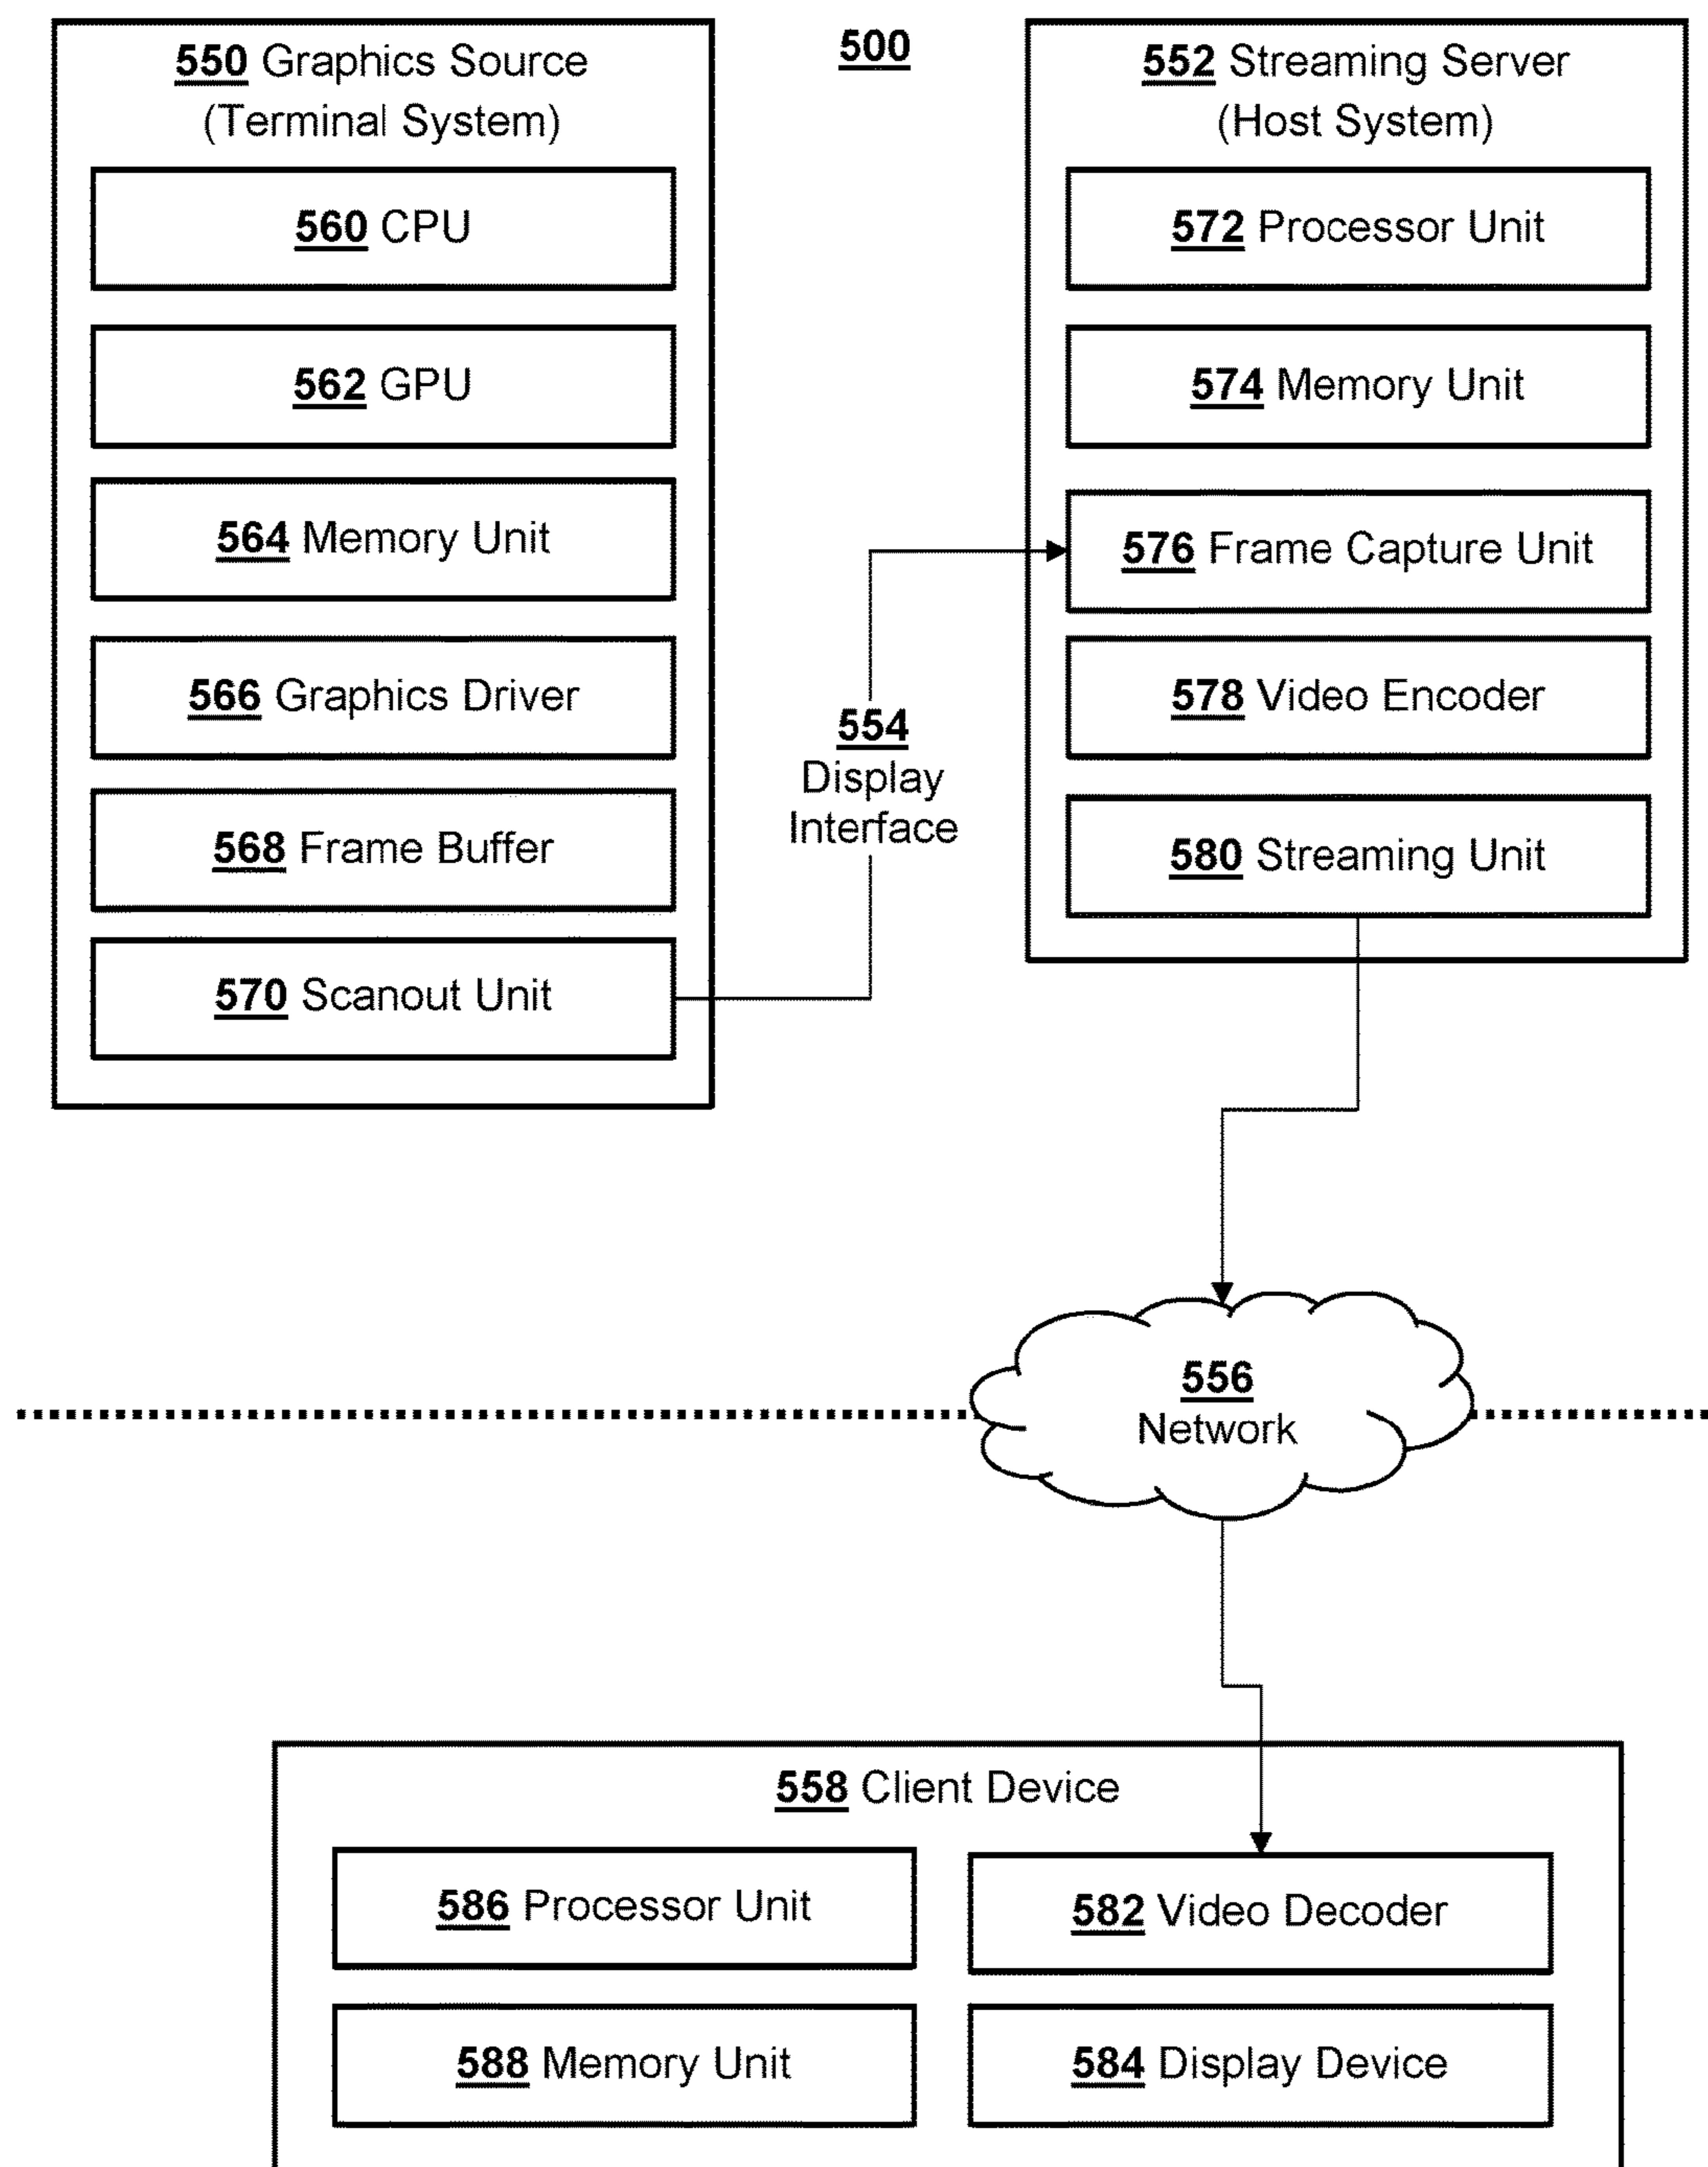 500
550 Graphics Source
(Terminal System)
560 CPU
562 GPU
564 Memory Unit
566 Graphics Driver
568 Frame Buffer
570 Scanout Unit
554
Display
Interface
552 Streaming Server
(Host System)
572 Processor Unit
574 Memory Unit
576 Frame Capture Unit
578 Video Encoder
580 Streaming Unit
556
Network
558 Client Device
586 Processor Unit
582 Video Decoder
588 Memory Unit
584 Display Device